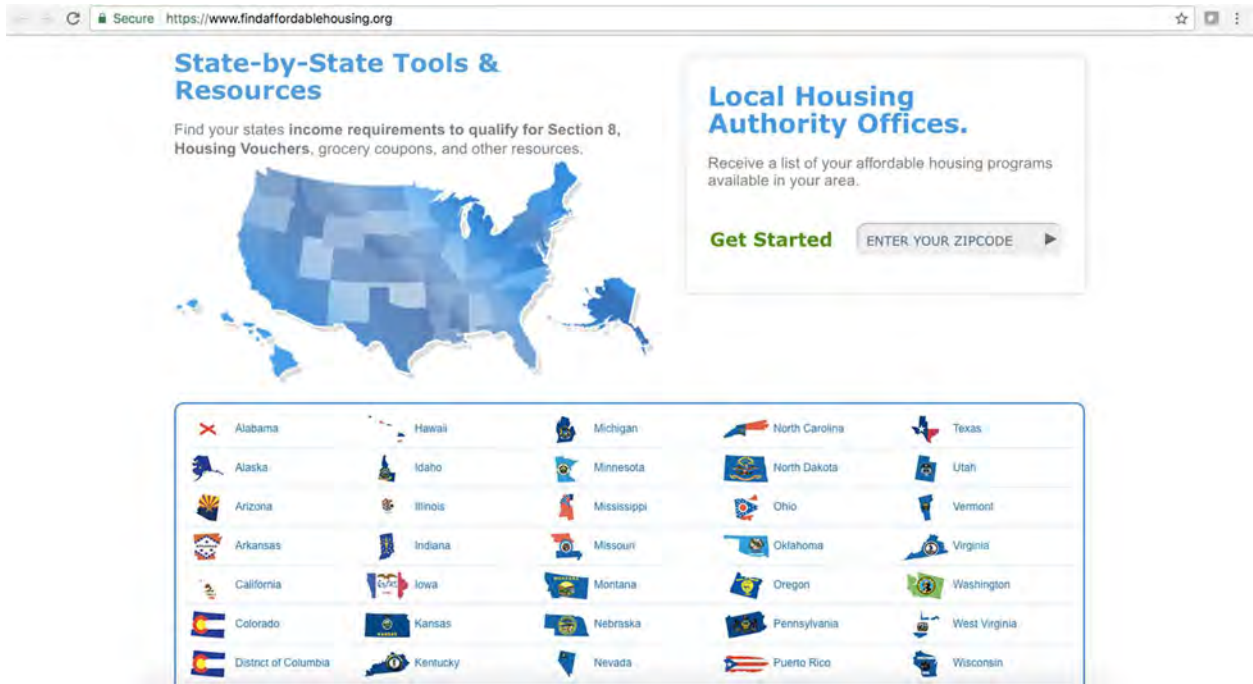 Secure https://www.findaffordablehousing.org
State-by-State Tools &
Resources
Find your states income requirements to qualify for Section 8,
Housing Vouchers, grocery coupons, and other resources.
Local Housing
Authority Offices.
Receive a list of your affordable housing programs
available in your area.
Get Started ENTER YOUR ZIPCODE
Alabama Hawaii Michigan North Carolina Texas
Alaska Idaho Minnesota North Dakota Utah
Arizona Illinois Mississippi Ohio Vermont
Arkansas Indiana Missouri Oklahoma Virginia
California Iowa Montana Oregon Washington
Colorado Kansas Nebraska Pennsylvania West Virginia
District of Columbia Kentucky Nevada Puerto Rico Wisconsin